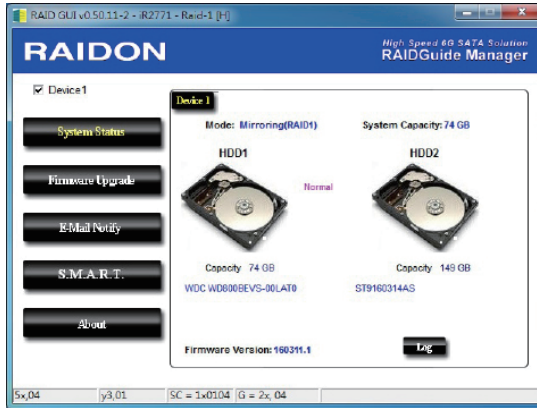 RAID GUI v0.50.11-2 - iR2771 - Raid-1 [H]
RAIDON
High Speed 6G SATA Solution
RAIDGuide Manager
Device1
Device 1
System Status
Mode: Mirroring(RAID1)
System Capacity: 74 GB
HDD1
HDD2
Firmware Upgrade
Normal
E-Mail Notify
S.M.A.R.T.
Capacity 74 GB
Capacity 149 GB
WDC WD800BEVS-00LAT0
ST9160314AS
About
Firmware Version: 160311.1
Log
5x,04
y3,01
SC = 1x0104
G = 2x, 04